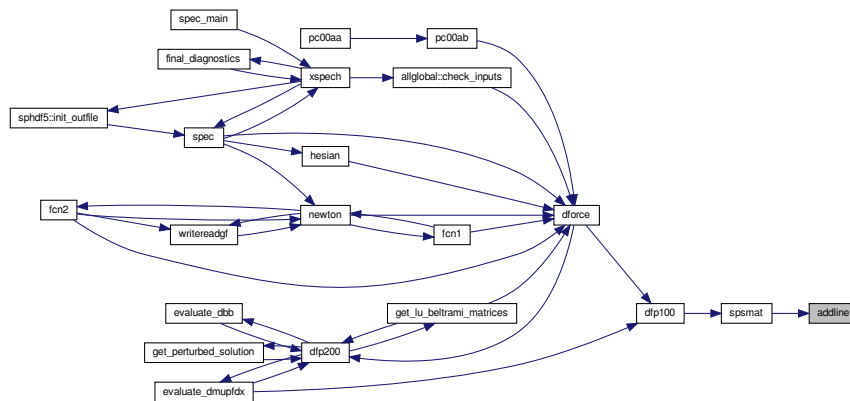 spec_main
pc00aa
pc00ab
final_diagnostics
xspech
allglobal::check_inputs
sphdf5::init_outfile
spec
hesian
fcn2
newton
dforce
writereadgf
fcn1
evaluate_dbb
get_lu_beltrami_matrices
dfp100
spsmat
addline
get_perturbed_solution
dfp200
evaluate_dmupfdx